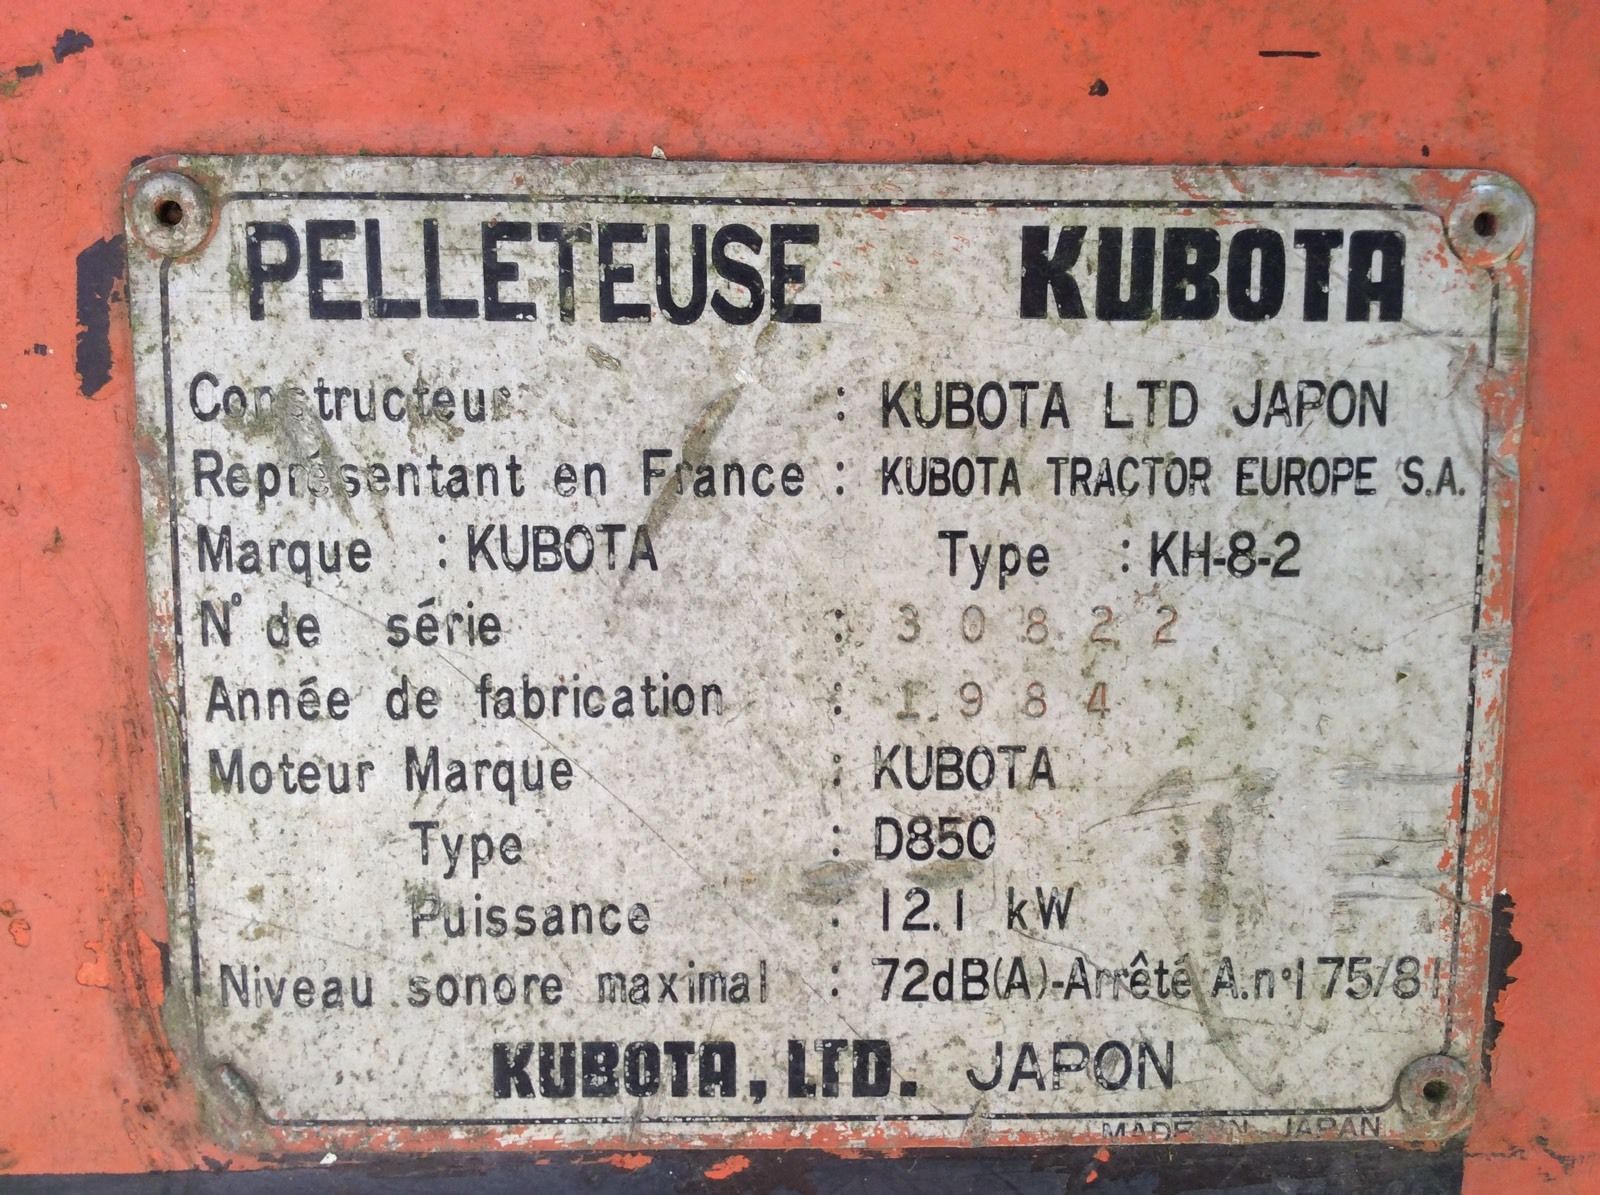 PELLETEUSE KUBOTA
Constructeur : KUBOTA LTD JAPON
Représentant en France : KUBOTA TRACTOR EUROPE S.A.
Marque : KUBOTA Type : KH-8-2
N° de série : 30822
Année de fabrication : 1984
Moteur Marque : KUBOTA
Type : D850
Puissance : 12.1 kW
Niveau sonore maximal : 72dB(A)-Arrêté A.n°175/81
KUBOTA, LTD. JAPON
MADE IN JAPAN